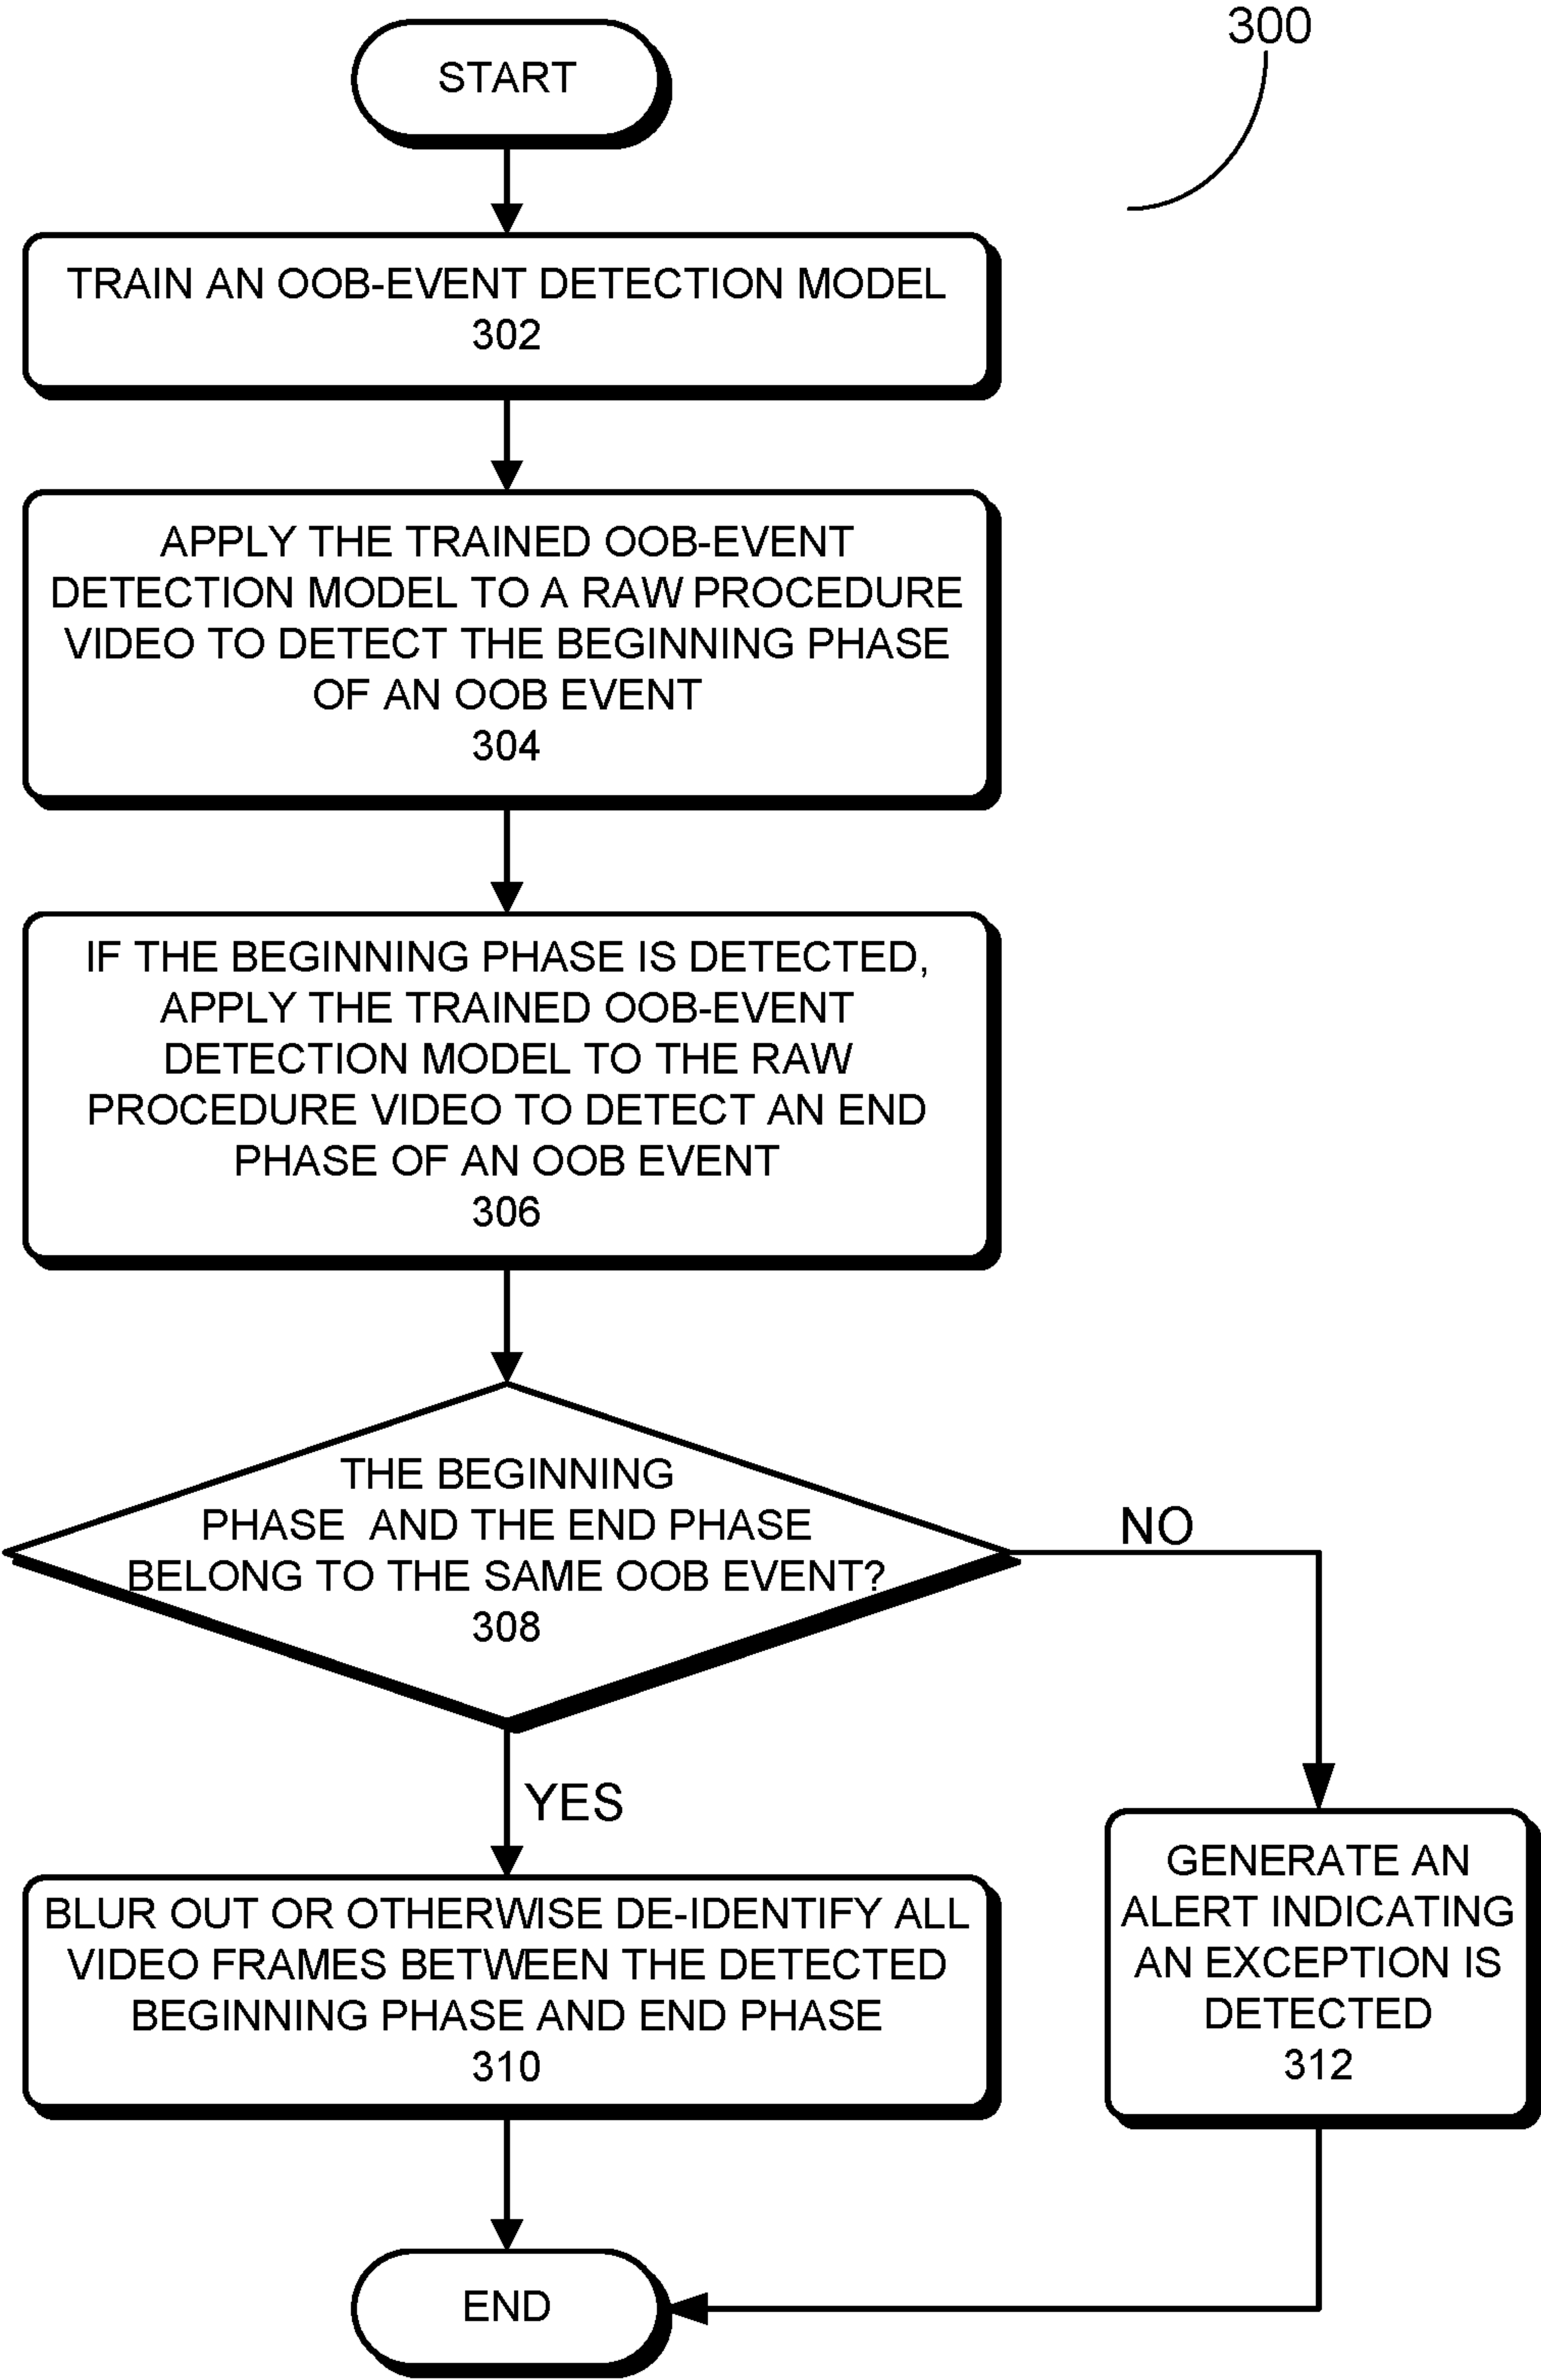 300
START
TRAIN AN OOB-EVENT DETECTION MODEL
302
APPLY THE TRAINED OOB-EVENT
DETECTION MODEL TO A RAW PROCEDURE
VIDEO TO DETECT THE BEGINNING PHASE
OF AN OOB EVENT
304
IF THE BEGINNING PHASE IS DETECTED,
APPLY THE TRAINED OOB-EVENT
DETECTION MODEL TO THE RAW
PROCEDURE VIDEO TO DETECT AN END
PHASE OF AN OOB EVENT
306
THE BEGINNING
PHASE AND THE END PHASE
BELONG TO THE SAME OOB EVENT?
308
NO
YES
BLUR OUT OR OTHERWISE DE-IDENTIFY ALL
VIDEO FRAMES BETWEEN THE DETECTED
BEGINNING PHASE AND END PHASE
310
GENERATE AN
ALERT INDICATING
AN EXCEPTION IS
DETECTED
312
END